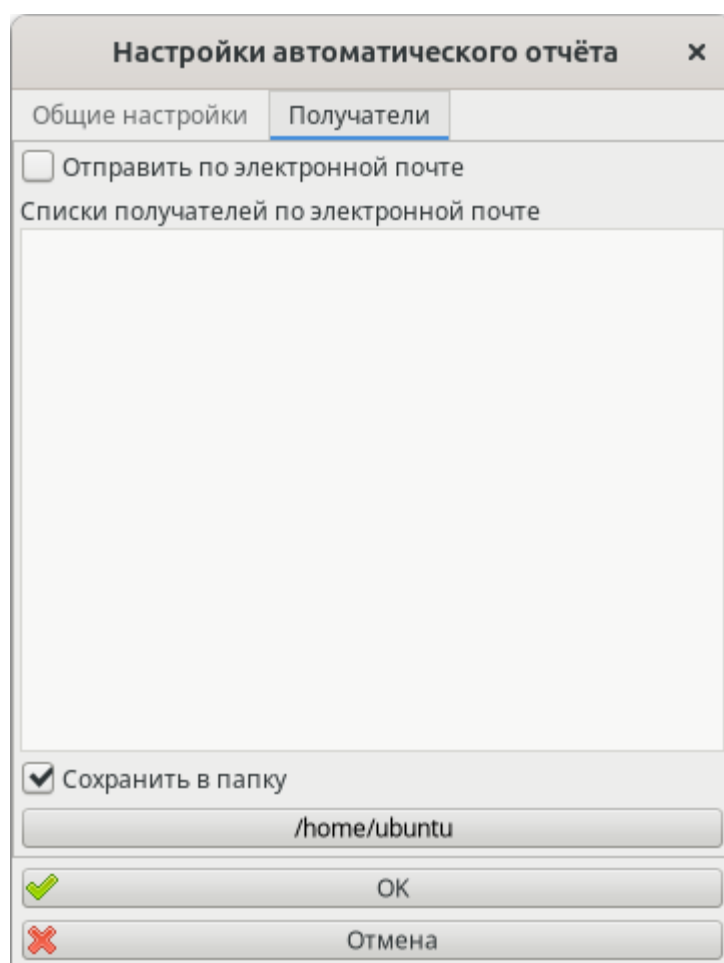 Настройки автоматического отчёта
Общие настройки Получатели
Отправить по электронной почте
Списки получателей по электронной почте
Сохранить в папку
/home/ubuntu
OK
Отмена